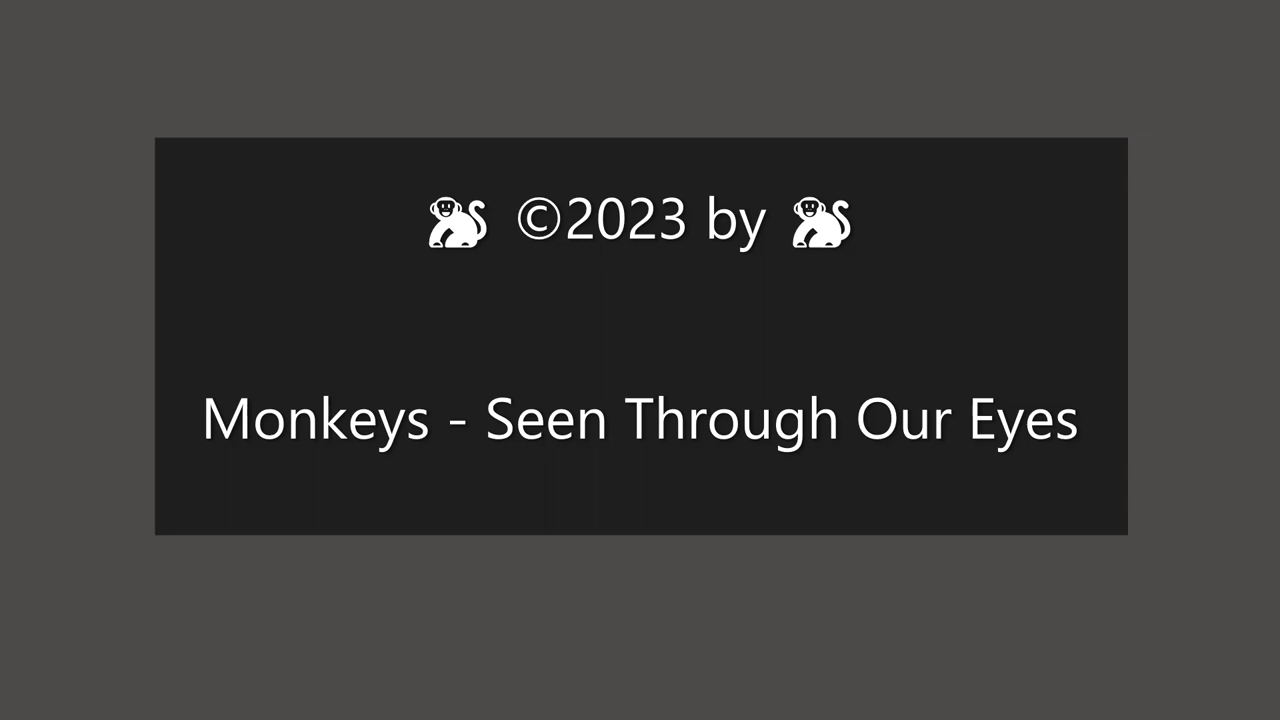 🐒 ©2023 by 🐒
Monkeys - Seen Through Our Eyes